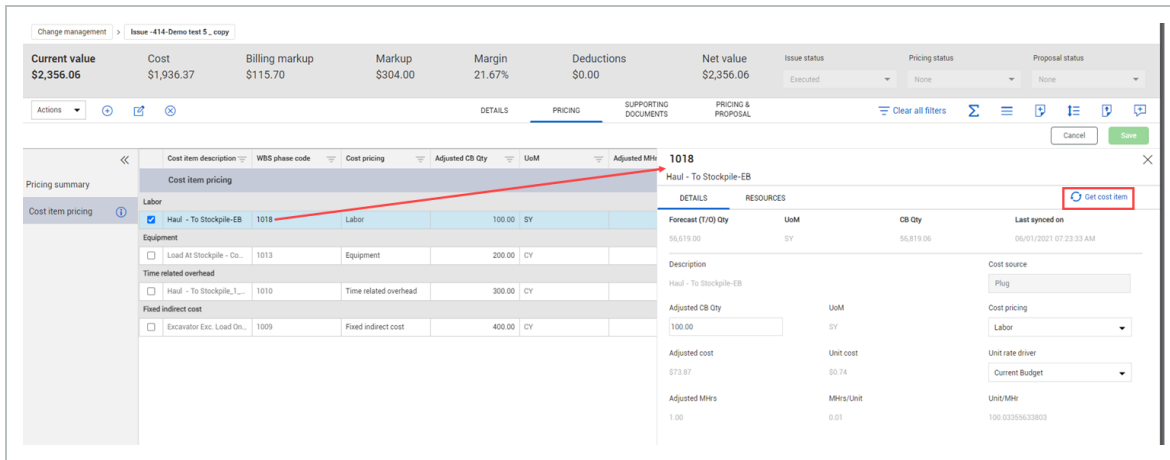 Change management > Issue -414-Demo test 5 _ copy
Current value Cost Billing markup Markup Margin Deductions Net value Issue status Pricing status Proposal status
$2,356.06 $1,936.37 $115.70 $304.00 21.67% $0.00 $2,356.06 Executed None None
Actions DETAILS PRICING SUPPORTING DOCUMENTS PRICING & PROPOSAL Clear all filters
Cancel Save
Cost item description WBS phase code Cost pricing Adjusted CB Qty UoM Adjusted MHr
Pricing summary
Cost item pricing
Cost item pricing
Labor
Haul - To Stockpile-EB 1018 Labor 100.00 SY
Equipment
Load At Stockpile - Co... 1013 Equipment 200.00 CY
Time related overhead
Haul - To Stockpile_1_... 1010 Time related overhead 300.00 CY
Fixed indirect cost
Excavator Exc. Load On... 1009 Fixed indirect cost 400.00 CY
1018
Haul - To Stockpile-EB
DETAILS RESOURCES Get cost item
Forecast (T/O) Qty UoM CB Qty Last synced on
56,619.00 SY 56,819.06 06/01/2021 07:23:33 AM
Description Cost source
Haul - To Stockpile-EB Plug
Adjusted CB Qty UoM Cost pricing
100.00 SY Labor
Adjusted cost Unit cost Unit rate driver
$73.87 $0.74 Current Budget
Adjusted MHrs MHrs/Unit Unit/MHr
1.00 0.01 100.03355633803